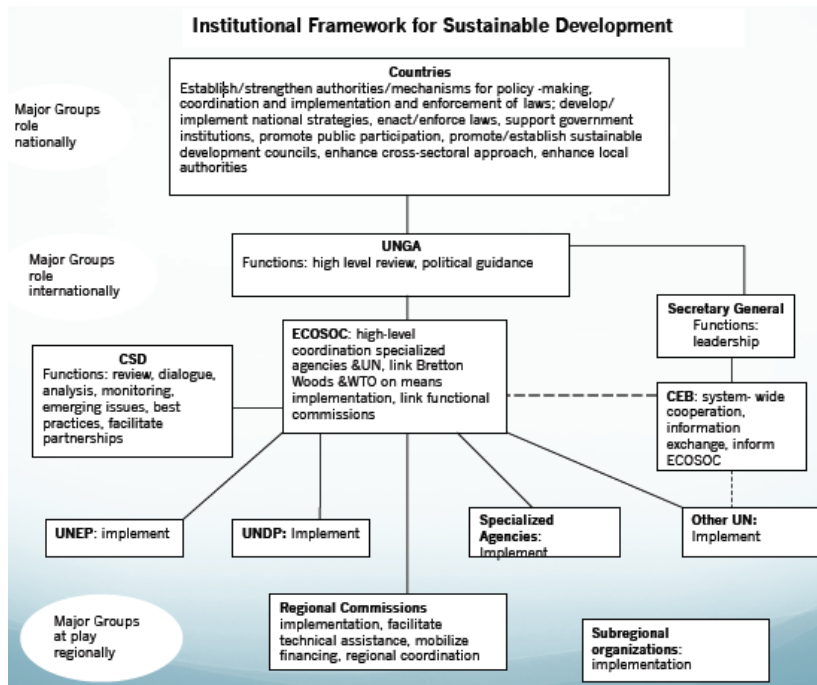 Institutional Framework for Sustainable Development
Countries
Establish/strengthen authorities/mechanisms for policy -making,
coordination and implementation and enforcement of laws; develop/
implement national strategies, enact/enforce laws, support government
institutions, promote public participation, promote/establish sustainable
development councils, enhance cross-sectoral approach, enhance local
authorities
Major Groups
role
nationally
UNGA
Functions: high level review, political guidance
Major Groups
role
internationally
Secretary General
Functions:
leadership
ECOSOC: high-level
coordination specialized
agencies &UN, link Bretton
Woods &WTO on means
implementation, link functional
commissions
CSD
Functions: review, dialogue,
analysis, monitoring,
emerging issues, best
practices, facilitate
partnerships
CEB: system- wide
cooperation,
information
exchange, inform
ECOSOC
UNEP: implement
UNDP: Implement
Specialized
Agencies:
Implement
Other UN:
Implement
Major Groups
at play
regionally
Regional Commissions
implementation, facilitate
technical assistance, mobilize
financing, regional coordination
Subregional
organizations:
implementation